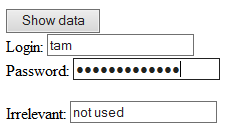 Show data
Login: tam
Password: •••••••••••••
Irrelevant: not used